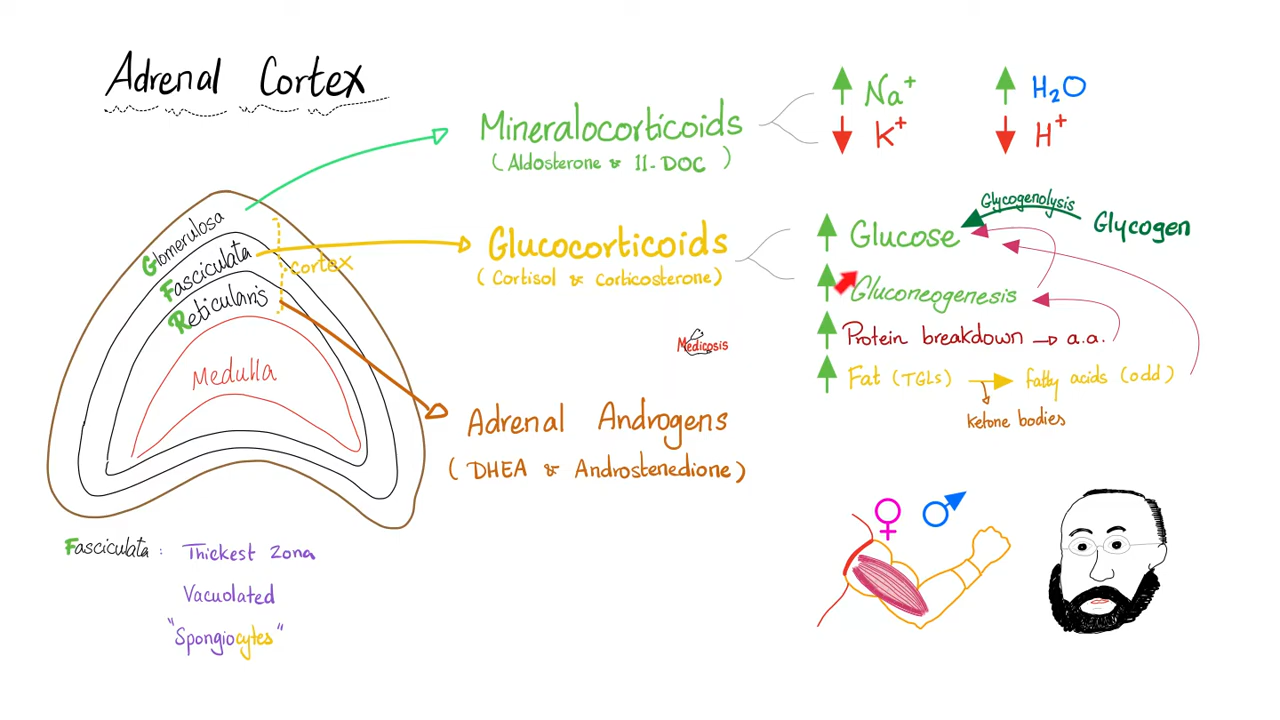 Adrenal Cortex
Mineralocorticoids
(Aldosterone & 11-DOC)
Na⁺
H₂O
K⁺
H⁺
Glomerulosa
Fasciculata
Reticularis
Cortex
Medulla
Glucocorticoids
(Cortisol & Corticosterone)
Glucose
Glycogenolysis
Glycogen
Gluconeogenesis
Protein breakdown → a.a.
Fat (TGLs) → fatty acids (odd)
ketone bodies
Medicosis
Adrenal Androgens
(DHEA & Androstenedione)
Fasciculata : Thickest Zona
Vacuolated
"Spongiocytes"